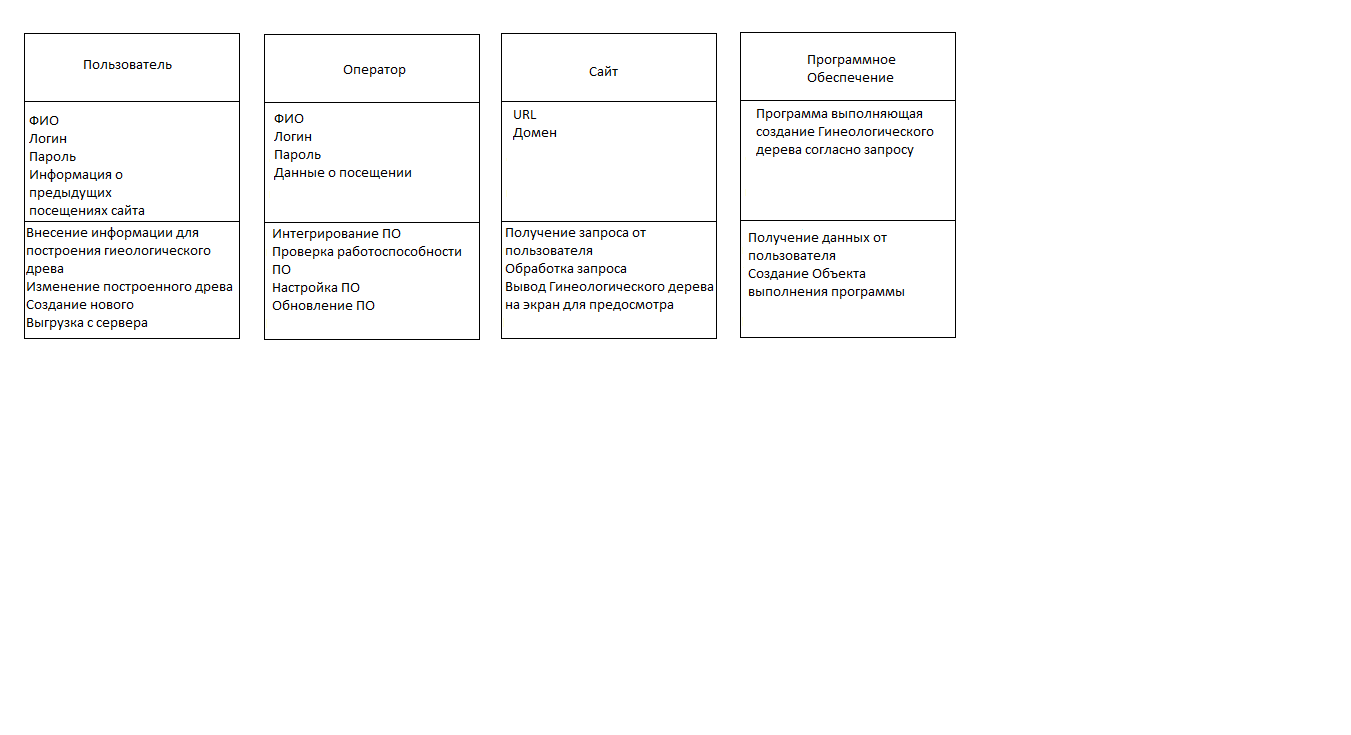 Пользователь
ФИО
Логин
Пароль
Информация о
предыдущих
посещениях сайта
Внесение информации для
построения гиеологического
древа
Изменение построенного древа
Создание нового
Выгрузка с сервера
Оператор
ФИО
Логин
Пароль
Данные о посещении
Интегрирование ПО
Проверка работоспособности
ПО
Настройка ПО
Обновление ПО
Сайт
URL
Домен
Получение запроса от
пользователя
Обработка запроса
Вывод Гинеологического дерева
на экран для предосмотра
Программное
Обеспечение
Программа выполняющая
создание Гинеологического
дерева согласно запросу
Получение данных от
пользователя
Создание Объекта
выполнения программы